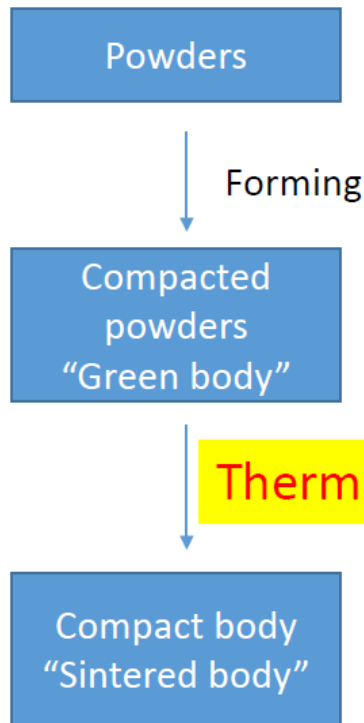 Powders
Forming
Compacted
powders
“Green body”
Therm
Compact body
“Sintered body”